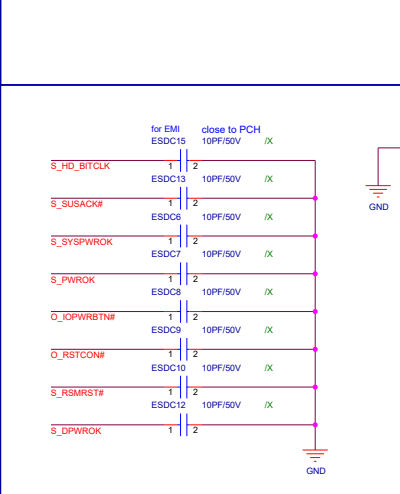 for EMI close to PCH
ESDC15 10PF/50V /X
S_HD_BITCLK 1 2
ESDC13 10PF/50V /X
S_SUSACK# 1 2
GND
ESDC6 10PF/50V /X
S_SYSPWROK 1 2
ESDC7 10PF/50V /X
S_PWROK 1 2
ESDC8 10PF/50V /X
O_IOPWRBTN# 1 2
ESDC9 10PF/50V /X
O_RSTCON# 1 2
ESDC10 10PF/50V /X
S_RSMRST# 1 2
ESDC12 10PF/50V /X
S_DPWROK 1 2
GND